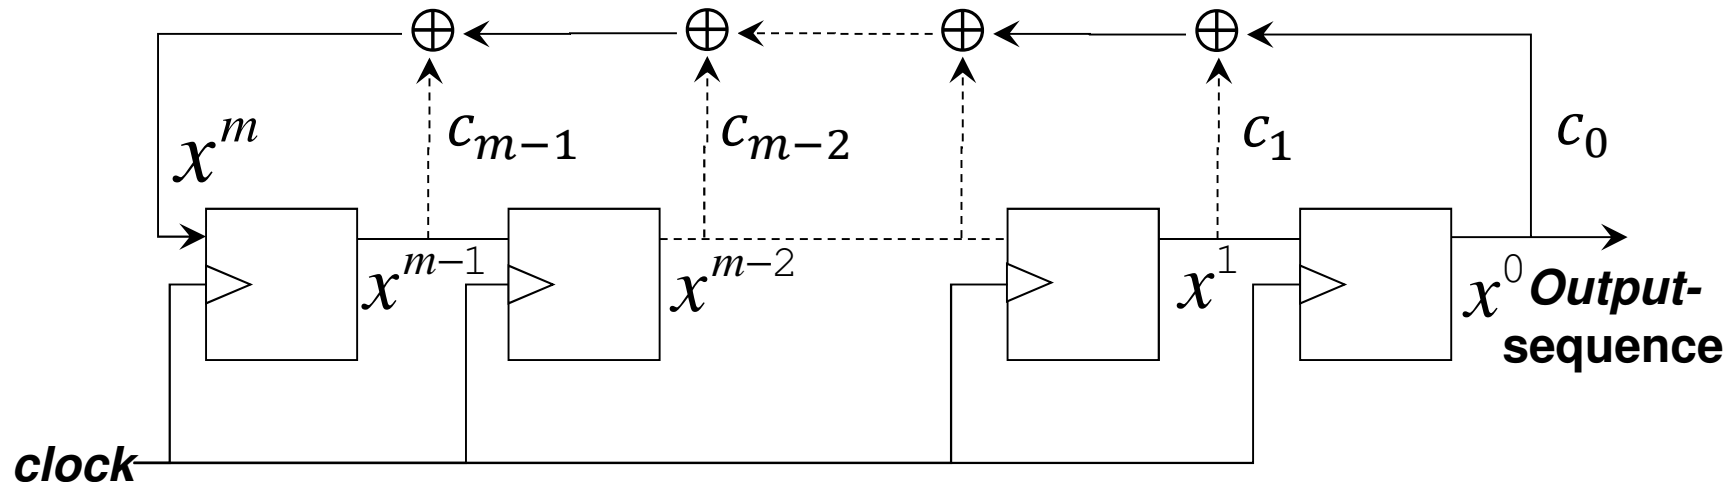 x^m
c_{m-1}
c_{m-2}
c_1
c_0
x^{m-1}
x^{m-2}
x^1
x^0
Output-
sequence
clock